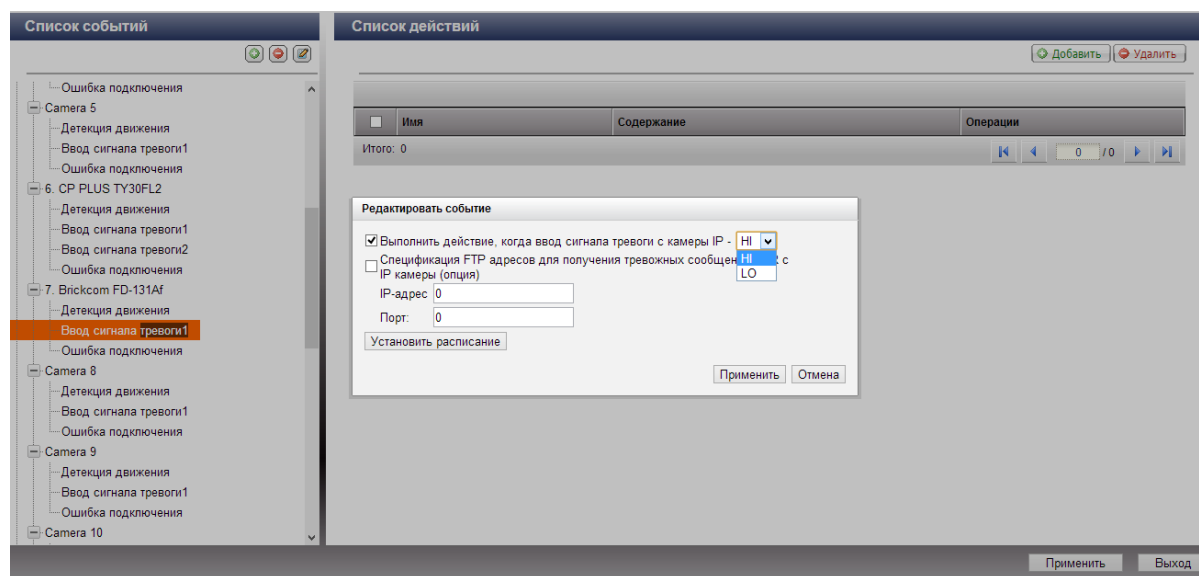 Список событий
Ошибка подключения
Camera 5
Детекция движения
Ввод сигнала тревоги1
Ошибка подключения
6. CP PLUS TY30FL2
Детекция движения
Ввод сигнала тревоги1
Ввод сигнала тревоги2
Ошибка подключения
7. Brickcom FD-131Af
Детекция движения
Ввод сигнала тревоги1
Ошибка подключения
Camera 8
Детекция движения
Ввод сигнала тревоги1
Ошибка подключения
Camera 9
Детекция движения
Ввод сигнала тревоги1
Ошибка подключения
Camera 10
Список действий
Добавить Удалить
Имя Содержание Операции
Итого: 0 0 / 0
Редактировать событие
Выполнить действие, когда ввод сигнала тревоги с камеры IP - HI
HI
LO
Спецификация FTP адресов для получения тревожных с
IP камеры (опция)
IP-адрес 0
Порт: 0
Установить расписание
Применить Отмена
Применить Выход